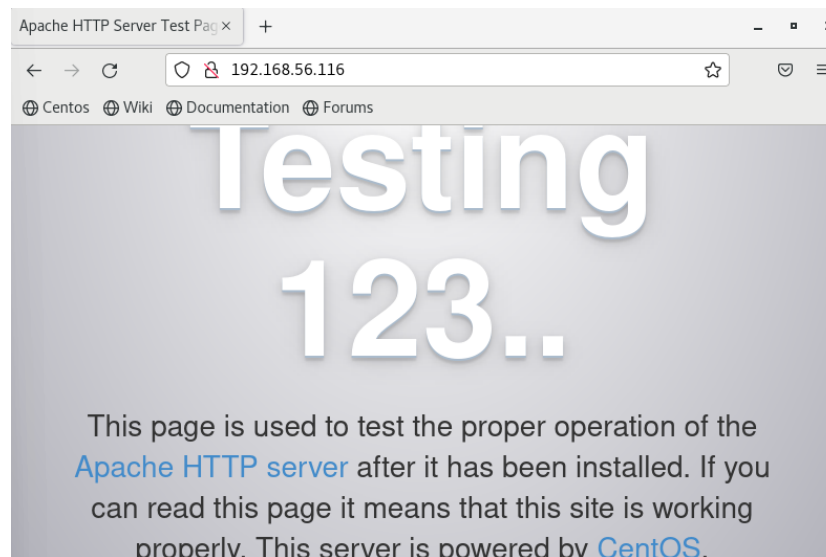 Apache HTTP Server Test Pag
192.168.56.116
Centos Wiki Documentation Forums
Testing
123..
This page is used to test the proper operation of the
Apache HTTP server after it has been installed. If you
can read this page it means that this site is working
properly. This server is powered by CentOS.